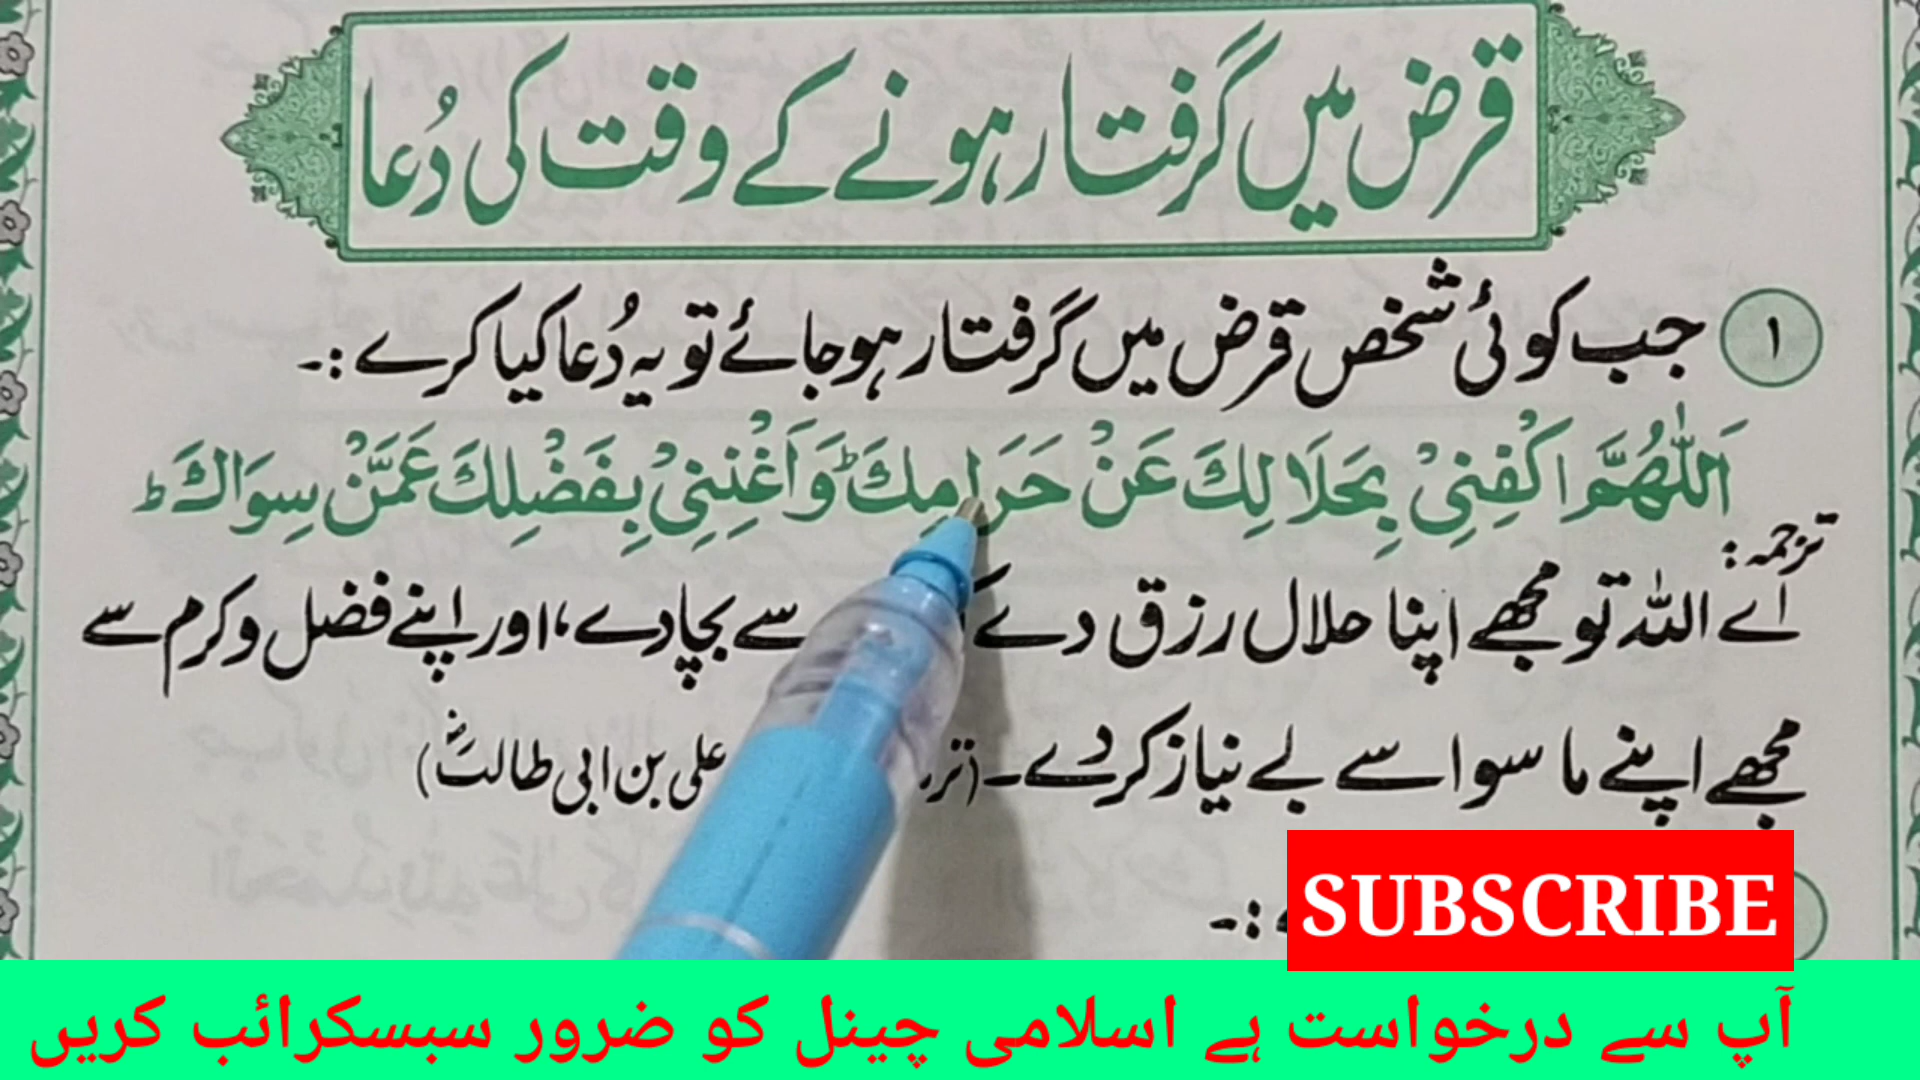 قرض میں گرفتار ہونے کے وقت کی دُعا
۱ جب کوئی شخص قرض میں گرفتار ہو جائے تو یہ دُعا کیا کرے :۔
اَللّٰهُمَّ اکْفِنِیْ بِحَلَا لِكَ عَنْ حَرَامِكَ ؕ وَاَغْنِنِیْ بِفَضْلِكَ عَمَّنْ سِوَاكَ ؕ
ترجمہ :
اے اللہ تو مجھے اپنا حلال رزق دے سے بچادے، اور اپنے فضل و کرم سے
مجھے اپنے ما سوا سے بے نیاز کردے۔ (تر علی بن ابی طالبؓ)
:۔
SUBSCRIBE
آپ سے درخواست ہے اسلامی چینل کو ضرور سبسکرائب کریں